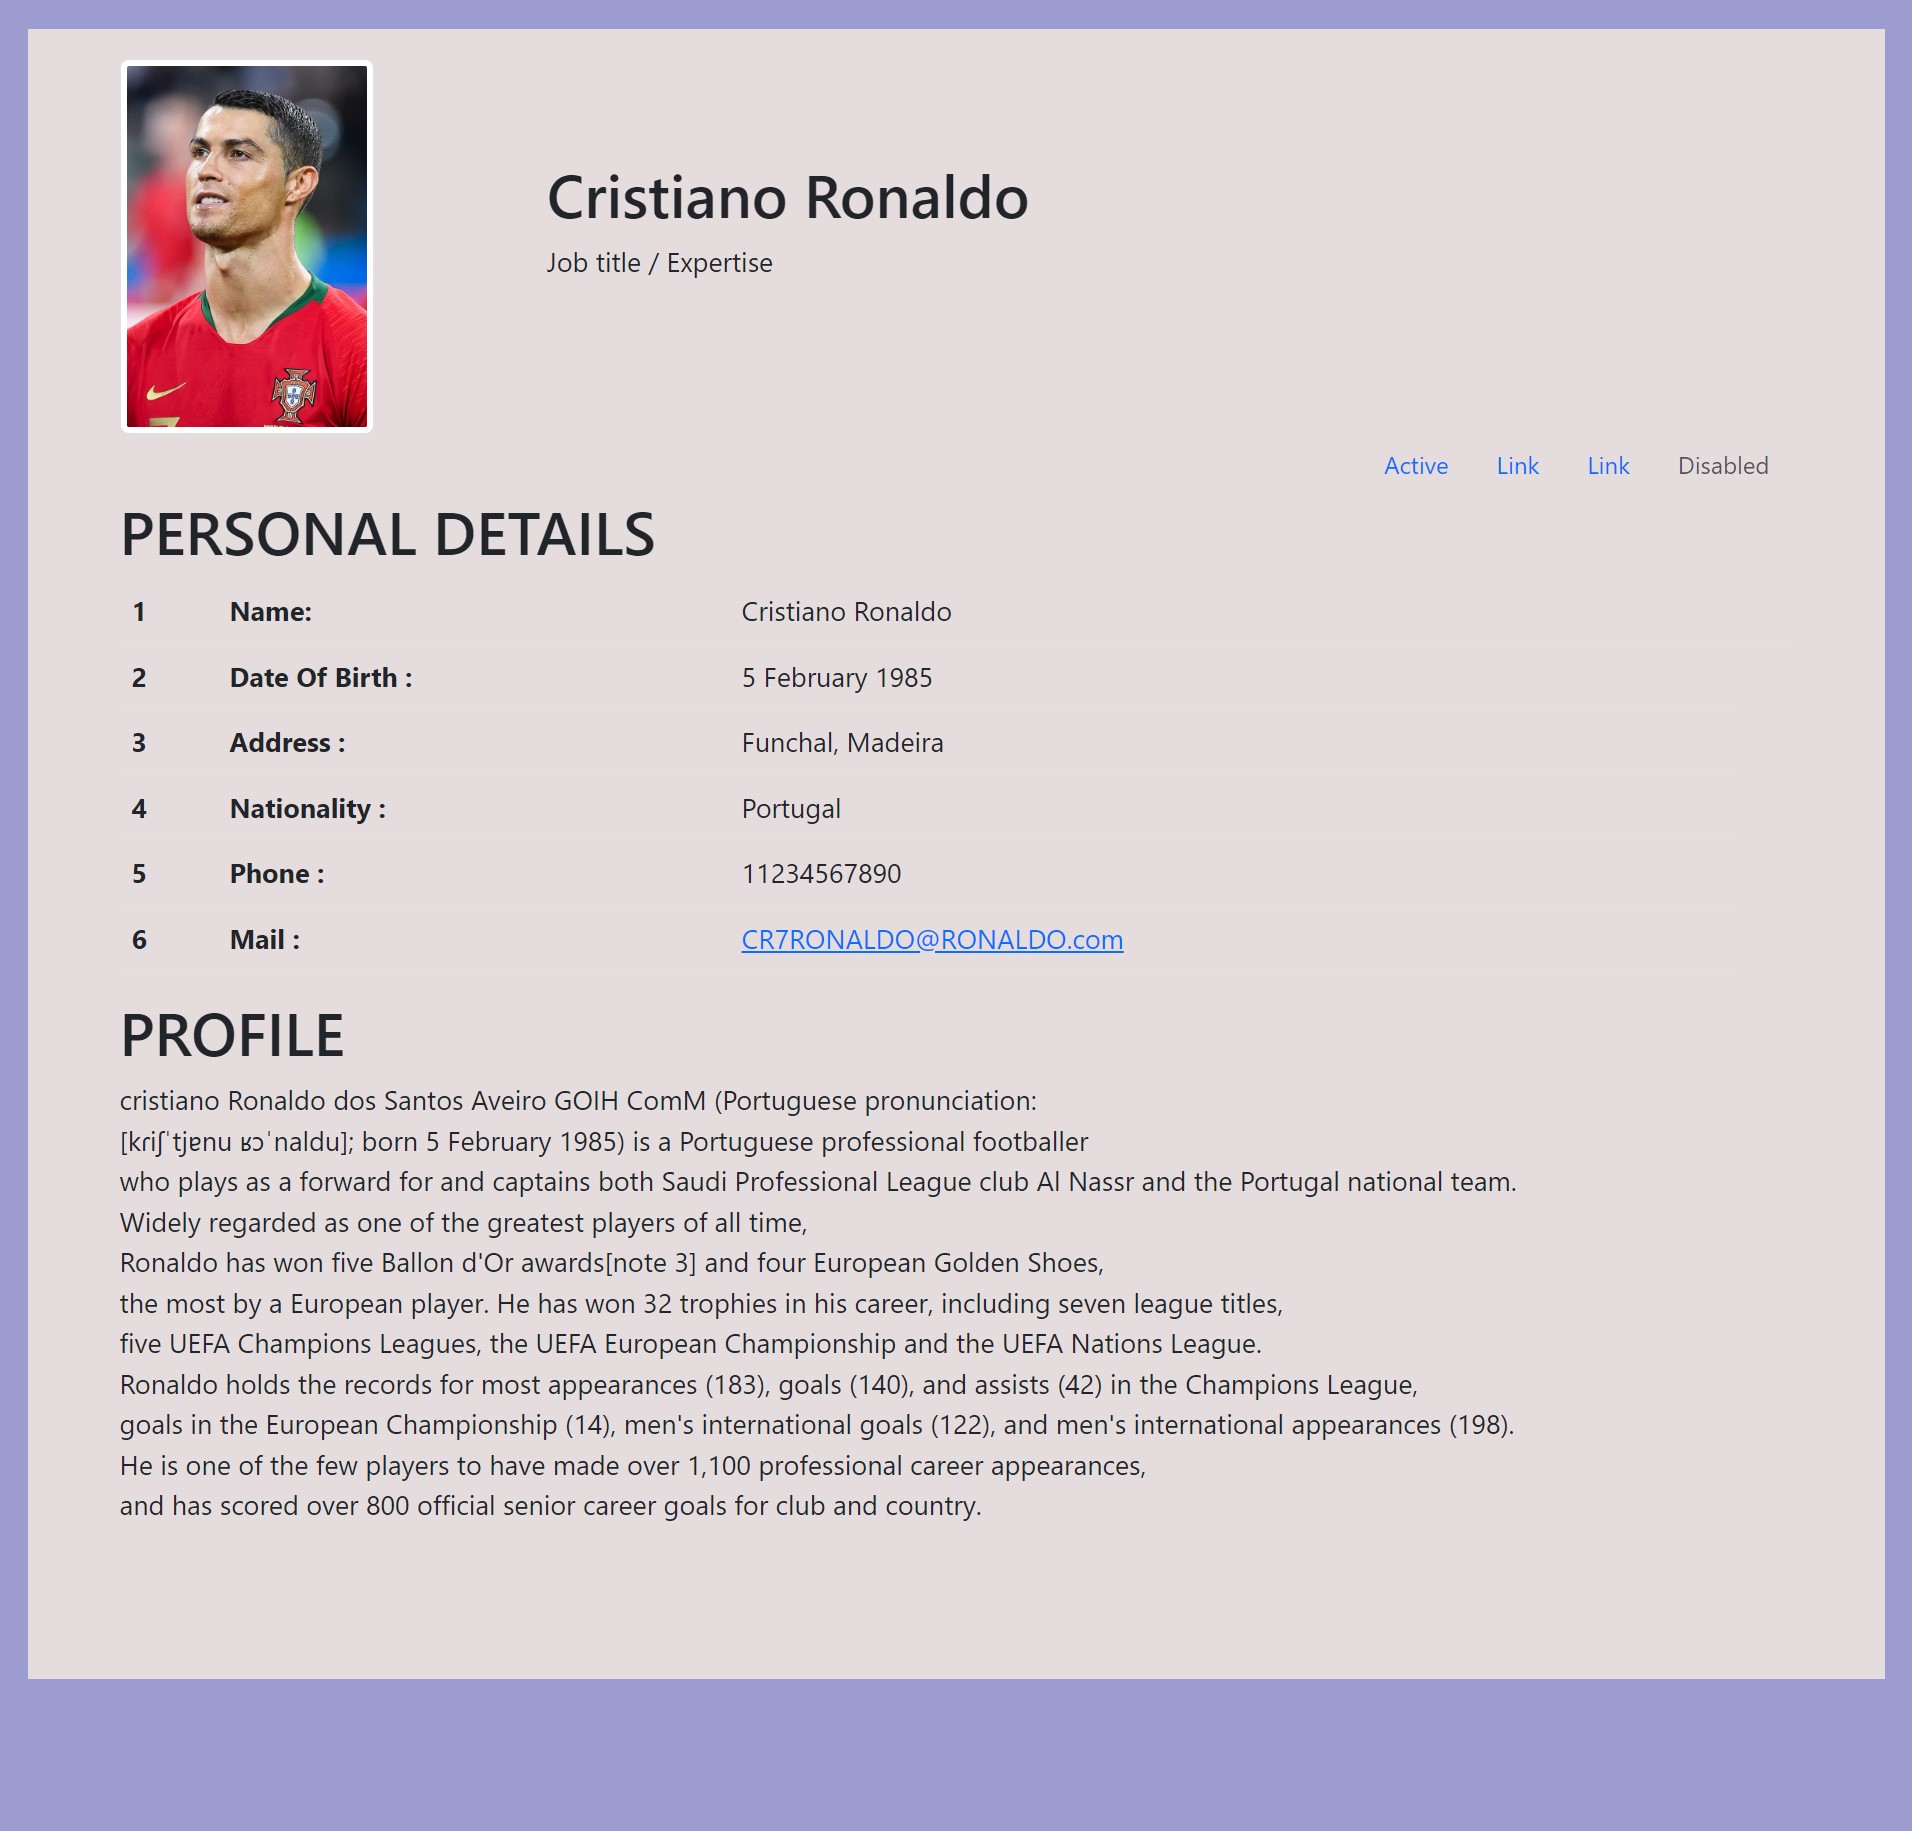 Cristiano Ronaldo
Job title / Expertise
Active Link Link Disabled
PERSONAL DETAILS
1 Name: Cristiano Ronaldo
2 Date Of Birth : 5 February 1985
3 Address : Funchal, Madeira
4 Nationality : Portugal
5 Phone : 11234567890
6 Mail : CR7RONALDO@RONALDO.com
PROFILE
cristiano Ronaldo dos Santos Aveiro GOIH ComM (Portuguese pronunciation:
[kɾiʃˈtjɐnu ʁɔˈnaldu]; born 5 February 1985) is a Portuguese professional footballer
who plays as a forward for and captains both Saudi Professional League club Al Nassr and the Portugal national team.
Widely regarded as one of the greatest players of all time,
Ronaldo has won five Ballon d'Or awards[note 3] and four European Golden Shoes,
the most by a European player. He has won 32 trophies in his career, including seven league titles,
five UEFA Champions Leagues, the UEFA European Championship and the UEFA Nations League.
Ronaldo holds the records for most appearances (183), goals (140), and assists (42) in the Champions League,
goals in the European Championship (14), men's international goals (122), and men's international appearances (198).
He is one of the few players to have made over 1,100 professional career appearances,
and has scored over 800 official senior career goals for club and country.